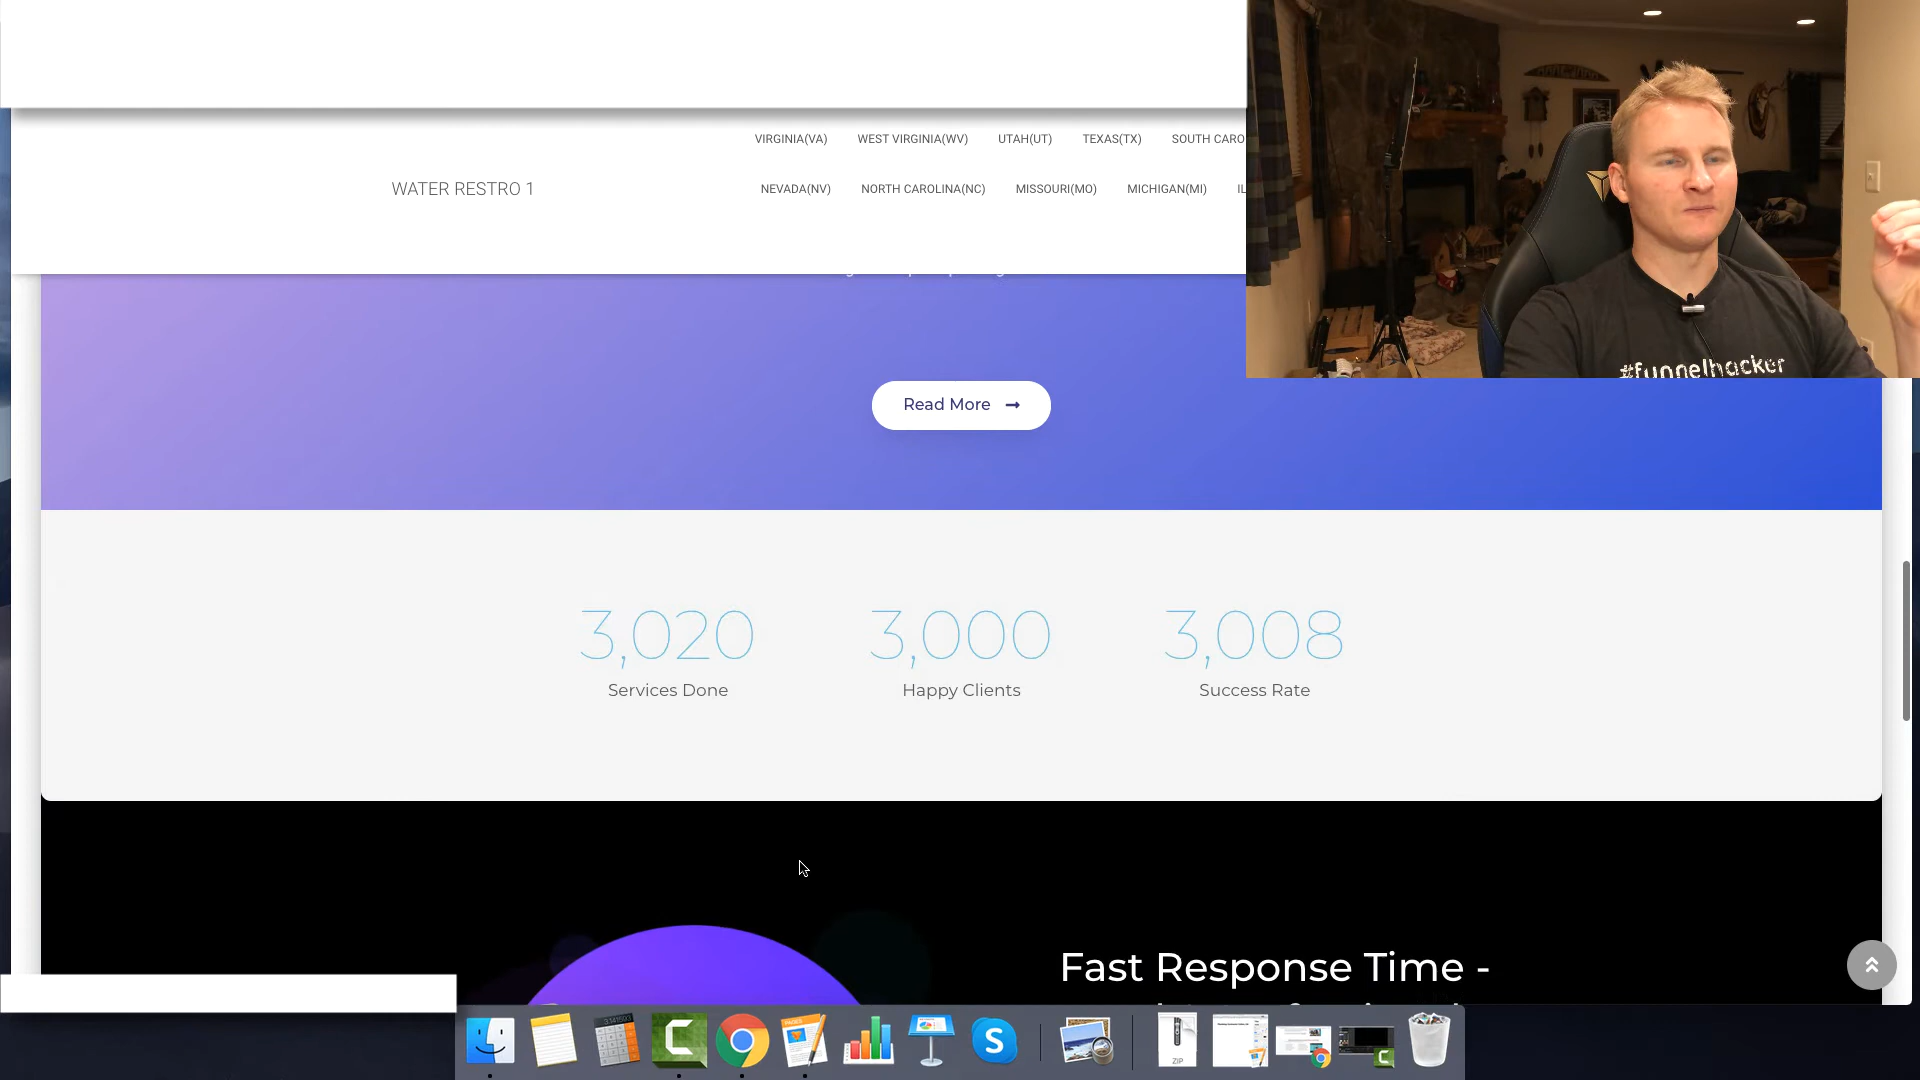 VIRGINIA(VA) WEST VIRGINIA(WV) UTAH(UT) TEXAS(TX) SOUTH CARO
WATER RESTRO 1
NEVADA(NV) NORTH CAROLINA(NC) MISSOURI(MO) MICHIGAN(MI) IL
#funnelhacker
Read More
3,020 3,000 3,008
Services Done Happy Clients Success Rate
Fast Response Time -
ZIP